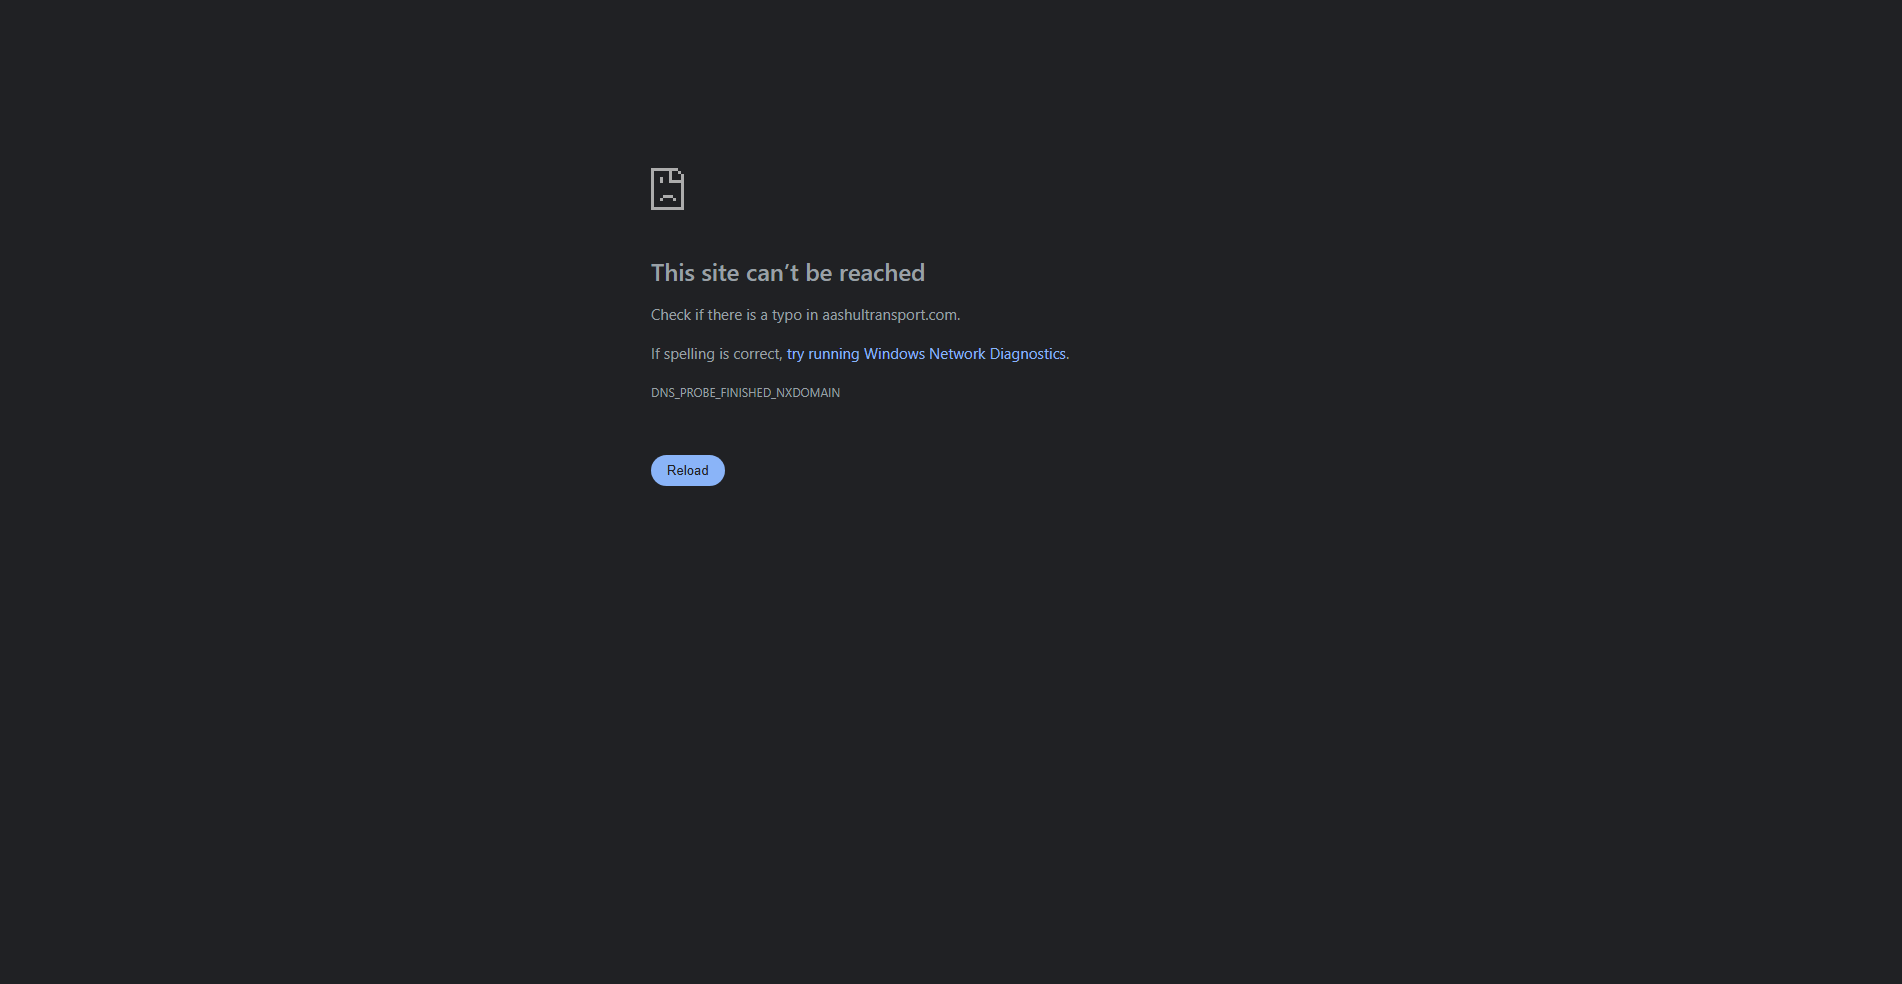 This site can’t be reached
Check if there is a typo in aashultransport.com.
If spelling is correct, try running Windows Network Diagnostics.
DNS_PROBE_FINISHED_NXDOMAIN
Reload